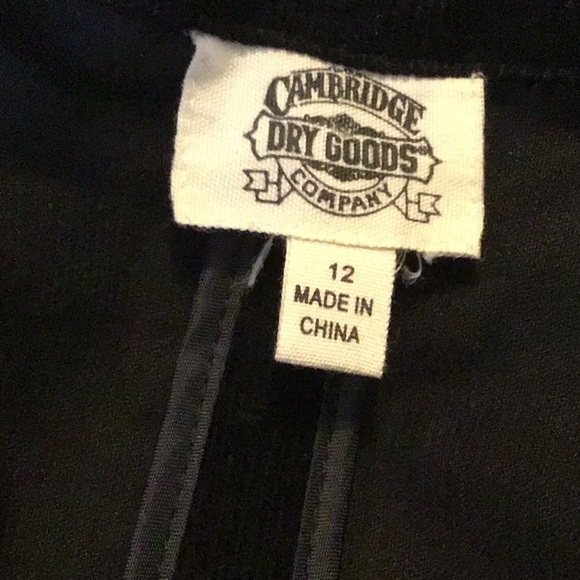 CAMBRIDGE
DRY GOODS
COMPANY
12
MADE IN
CHINA